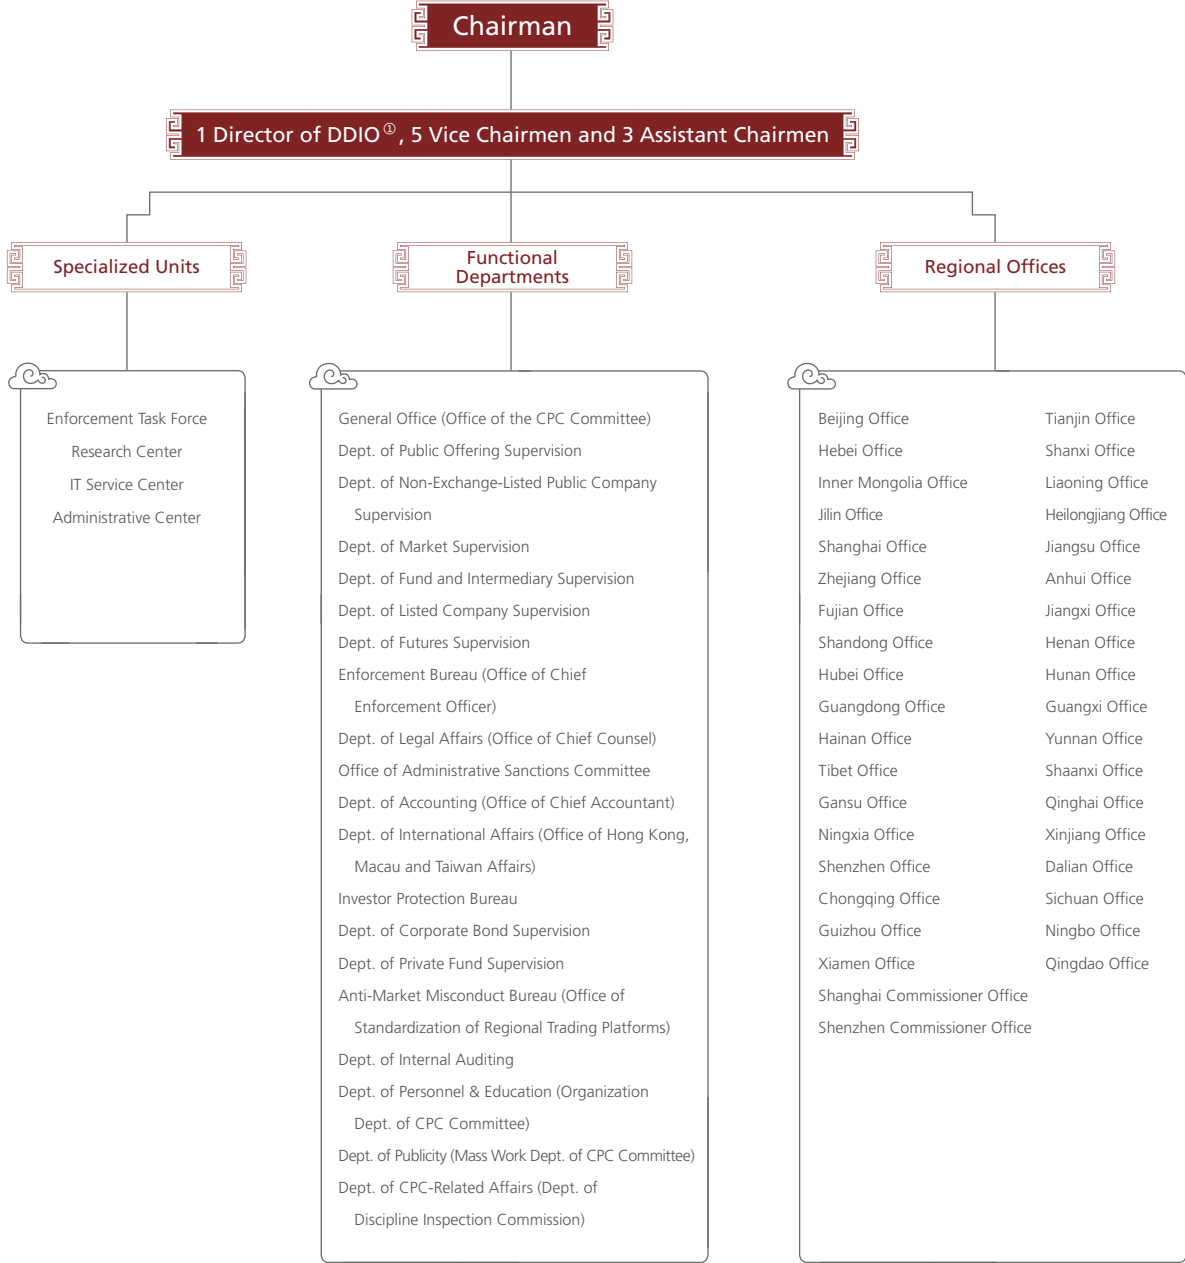 Chairman
1 Director of DDIO①, 5 Vice Chairmen and 3 Assistant Chairmen
Specialized Units
Enforcement Task Force
Research Center
IT Service Center
Administrative Center
Functional
Departments
General Office (Office of the CPC Committee)
Dept. of Public Offering Supervision
Dept. of Non-Exchange-Listed Public Company
Supervision
Dept. of Market Supervision
Dept. of Fund and Intermediary Supervision
Dept. of Listed Company Supervision
Dept. of Futures Supervision
Enforcement Bureau (Office of Chief
Enforcement Officer)
Dept. of Legal Affairs (Office of Chief Counsel)
Office of Administrative Sanctions Committee
Dept. of Accounting (Office of Chief Accountant)
Dept. of International Affairs (Office of Hong Kong,
Macau and Taiwan Affairs)
Investor Protection Bureau
Dept. of Corporate Bond Supervision
Dept. of Private Fund Supervision
Anti-Market Misconduct Bureau (Office of
Standardization of Regional Trading Platforms)
Dept. of Internal Auditing
Dept. of Personnel & Education (Organization
Dept. of CPC Committee)
Dept. of Publicity (Mass Work Dept. of CPC Committee)
Dept. of CPC-Related Affairs (Dept. of
Discipline Inspection Commission)
Regional Offices
Beijing Office
Hebei Office
Inner Mongolia Office
Jilin Office
Shanghai Office
Zhejiang Office
Fujian Office
Shandong Office
Hubei Office
Guangdong Office
Hainan Office
Tibet Office
Gansu Office
Ningxia Office
Shenzhen Office
Chongqing Office
Guizhou Office
Xiamen Office
Shanghai Commissioner Office
Shenzhen Commissioner Office
Tianjin Office
Shanxi Office
Liaoning Office
Heilongjiang Office
Jiangsu Office
Anhui Office
Jiangxi Office
Henan Office
Hunan Office
Guangxi Office
Yunnan Office
Shaanxi Office
Qinghai Office
Xinjiang Office
Dalian Office
Sichuan Office
Ningbo Office
Qingdao Office